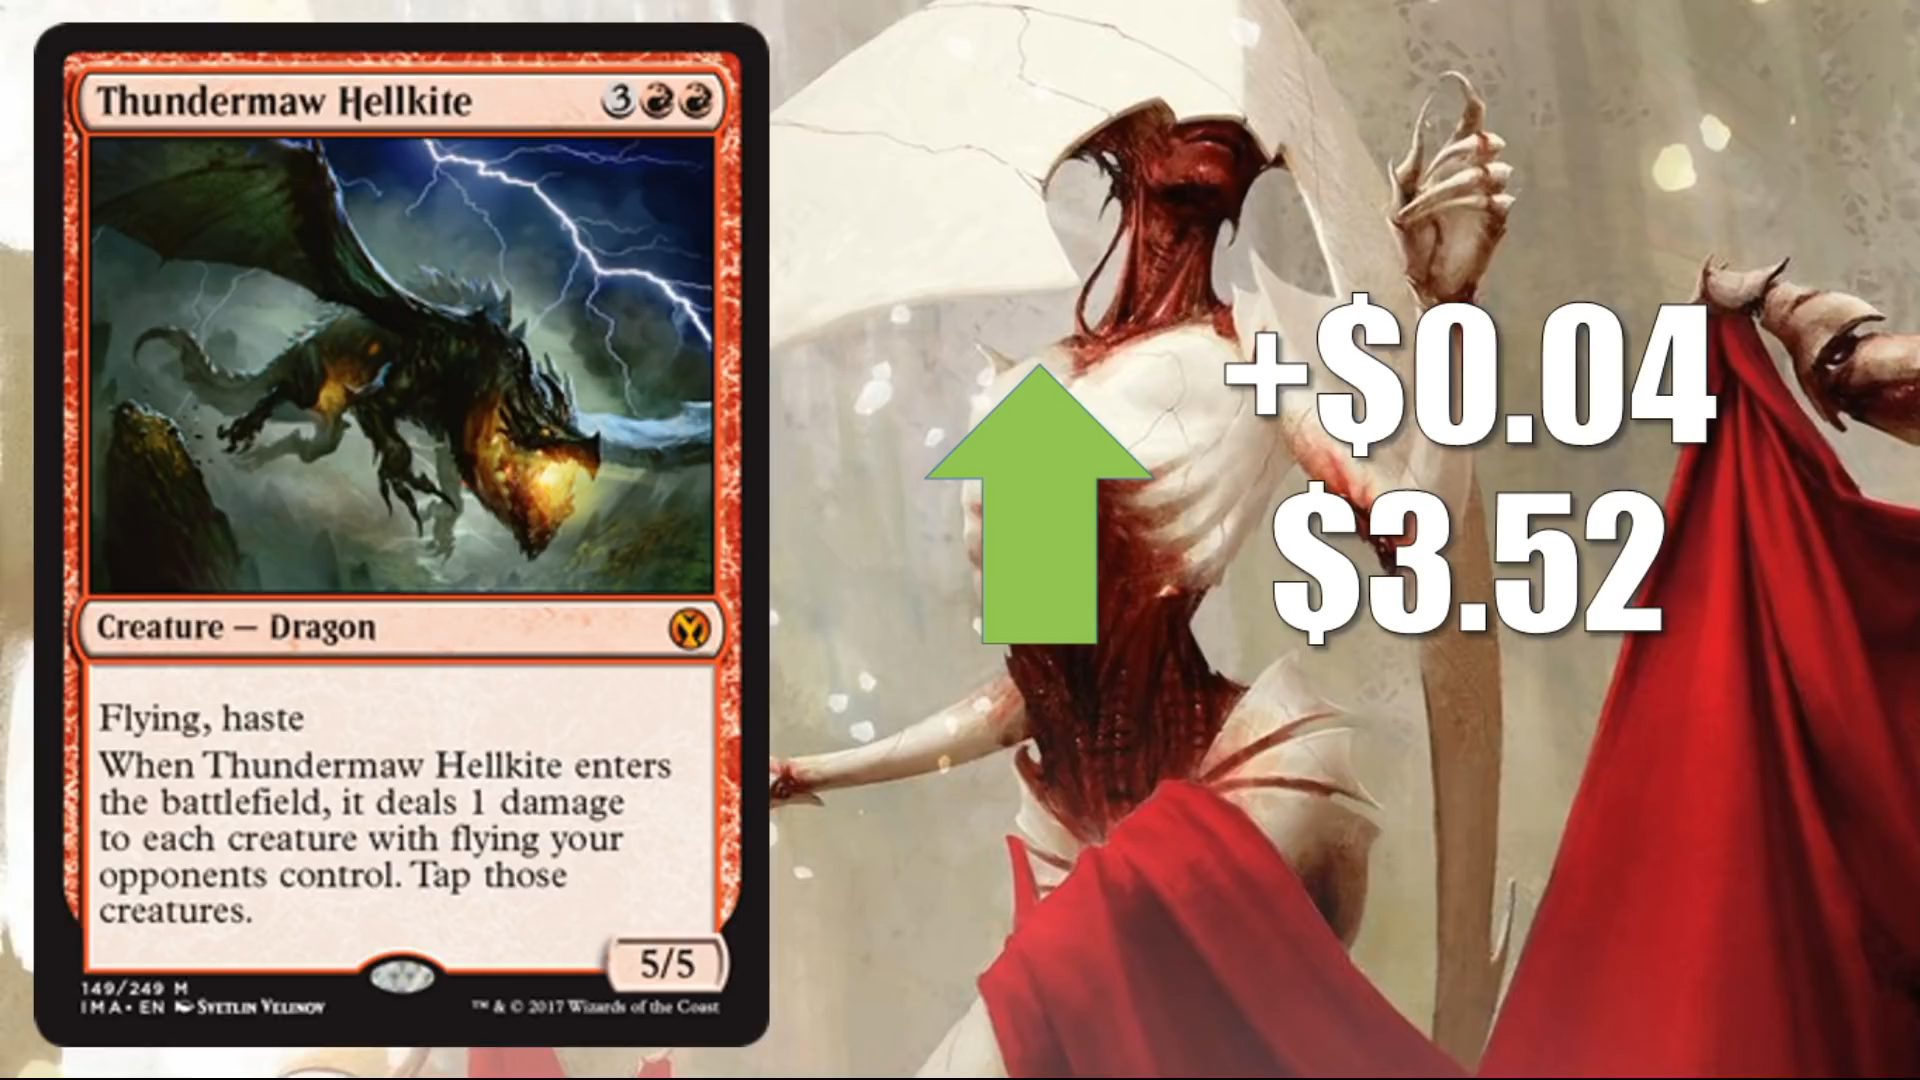 Thundermaw Hellkite 3
Creature — Dragon
Flying, haste
When Thundermaw Hellkite enters
the battlefield, it deals 1 damage
to each creature with flying your
opponents control. Tap those
creatures.
5/5
149/249 M
IMA • EN Svetlin Velinov
™ & © 2017 Wizards of the Coast
+$0.04
$3.52